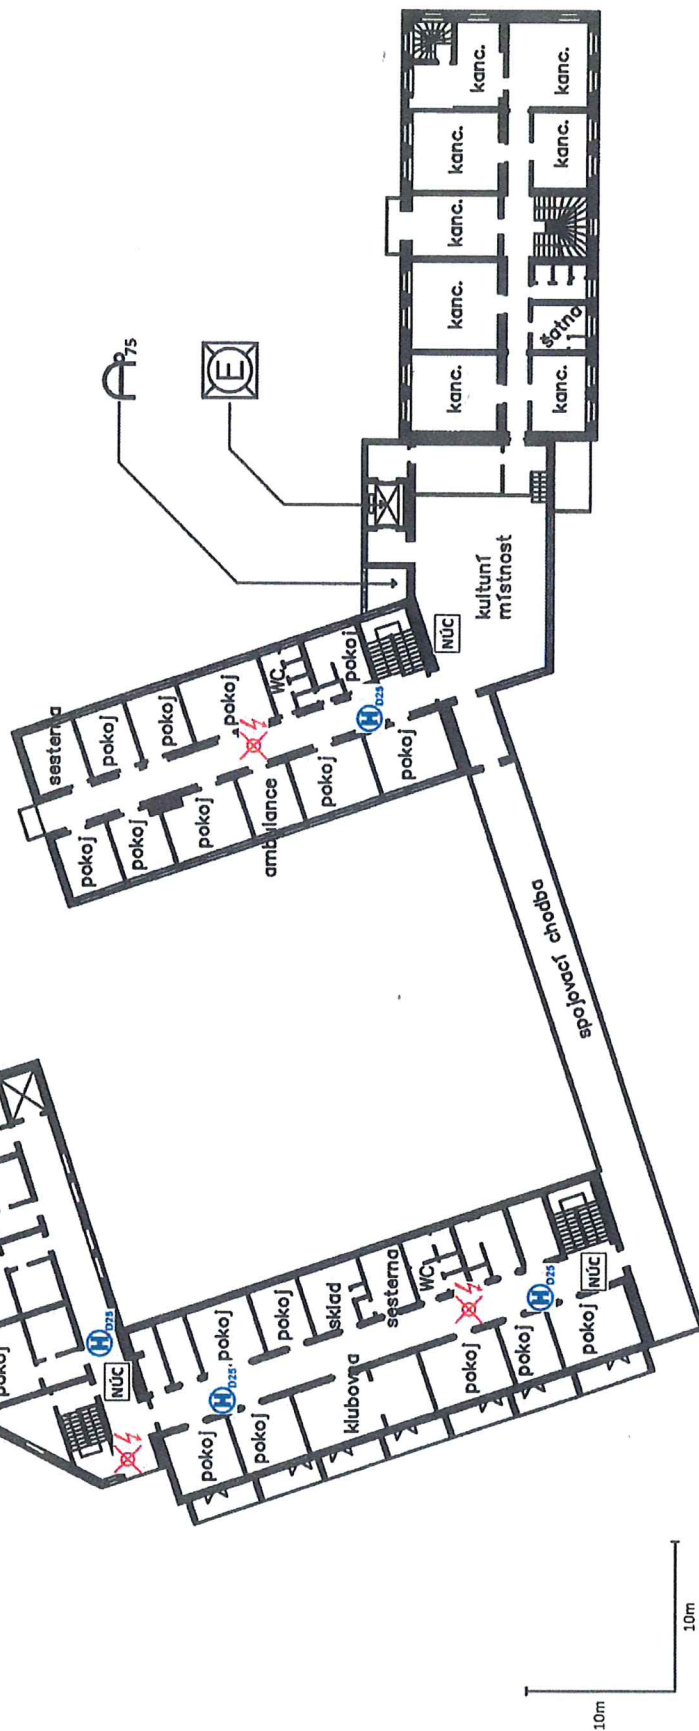 kanc.
kanc.
kanc.
kanc.
kanc.
kanc.
kanc.
šatna
kanc.
kanc.
75
E
kultuní
místnost
NÚC
sesterna
pokoj
pokoj
pokoj
WC
pokoj
H D25
pokoj
pokoj
pokoj
ambulance
pokoj
pokoj
spojovací chodba
pokoj
H D25
NÚC
pokoj
H D25
pokoj
sklad
sesterna
WC
H D25
NÚC
pokoj
pokoj
klubovna
pokoj
pokoj
pokoj
10m
10m